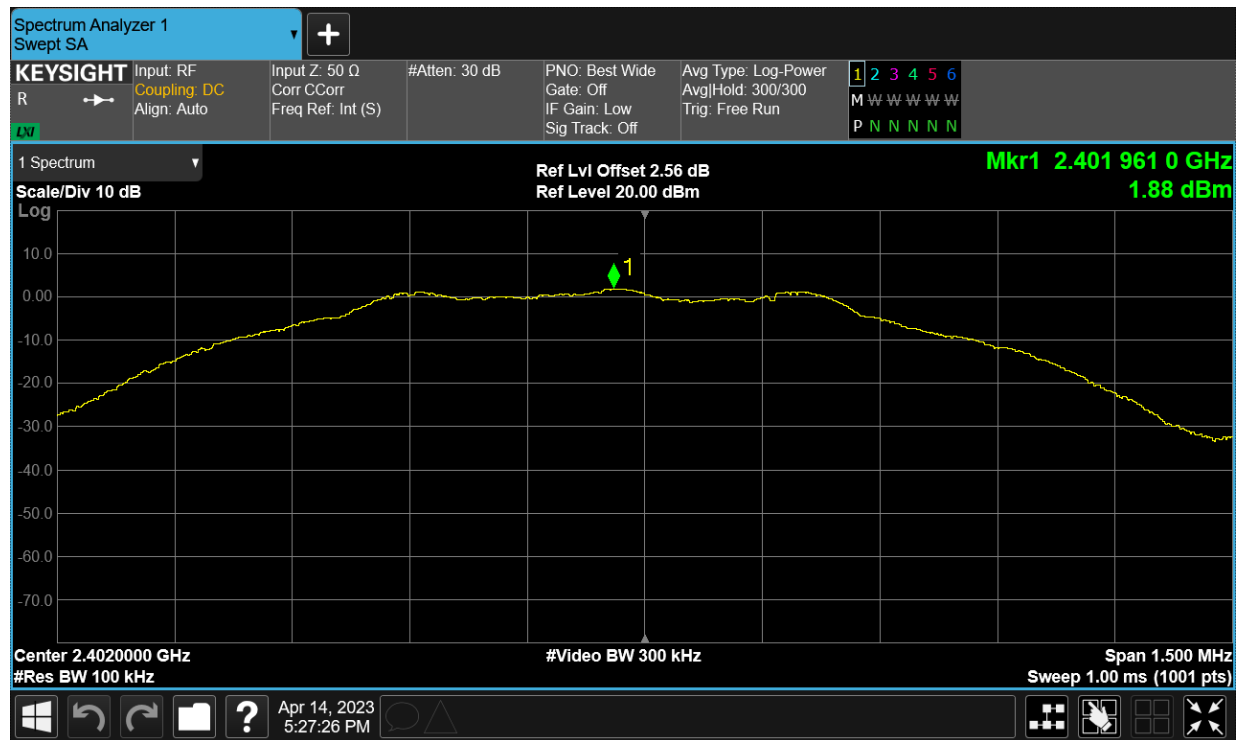 Spectrum Analyzer 1
Swept SA
KEYSIGHT
R
LXI
Input: RF
Coupling: DC
Align: Auto
Input Z: 50 Ω
Corr CCorr
Freq Ref: Int (S)
#Atten: 30 dB
PNO: Best Wide
Gate: Off
IF Gain: Low
Sig Track: Off
Avg Type: Log-Power
Avg|Hold: 300/300
Trig: Free Run
1 2 3 4 5 6
M W W W W W
P N N N N N
1 Spectrum
Scale/Div 10 dB
Log
Ref Lvl Offset 2.56 dB
Ref Level 20.00 dBm
Mkr1 2.401 961 0 GHz
1.88 dBm
1
10.0
0.00
-10.0
-20.0
-30.0
-40.0
-50.0
-60.0
-70.0
Center 2.4020000 GHz
#Res BW 100 kHz
#Video BW 300 kHz
Span 1.500 MHz
Sweep 1.00 ms (1001 pts)
?
Apr 14, 2023
5:27:26 PM